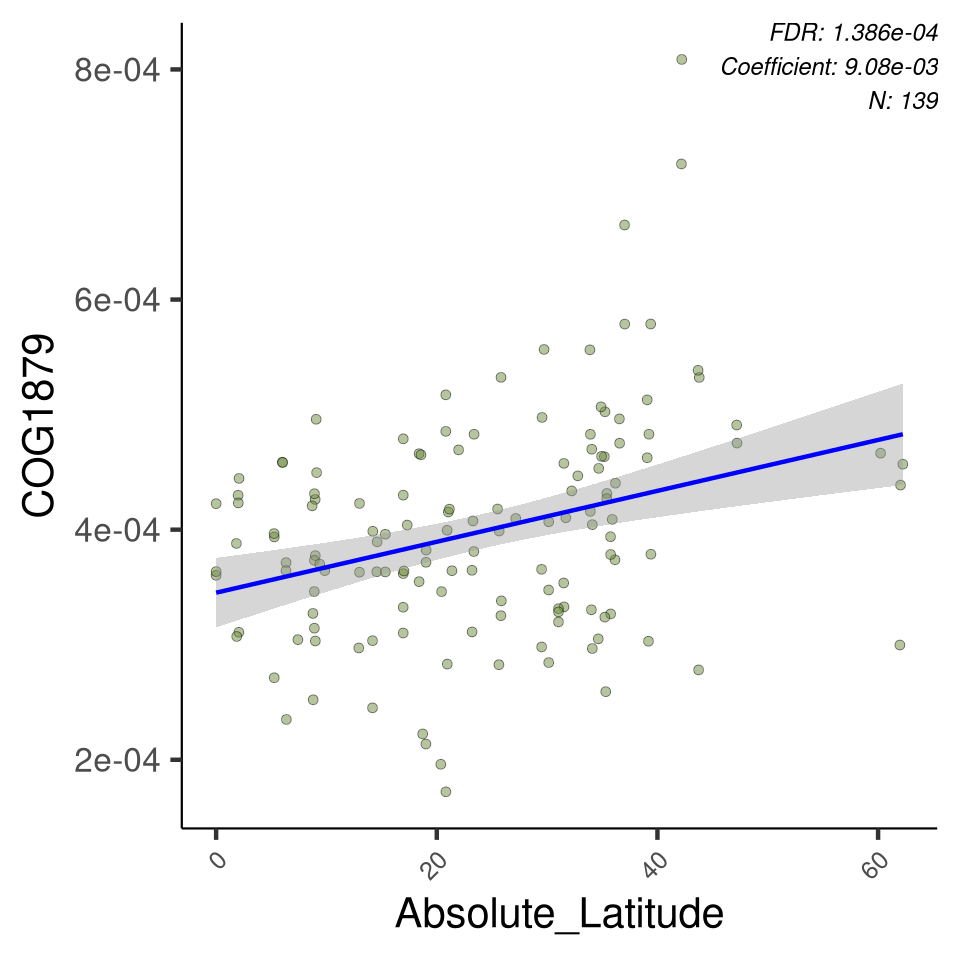 FDR: 1.386e-04
Coefficient: 9.08e-03
N: 139
8e-04
6e-04
4e-04
2e-04
COG1879
0
20
40
60
Absolute_Latitude